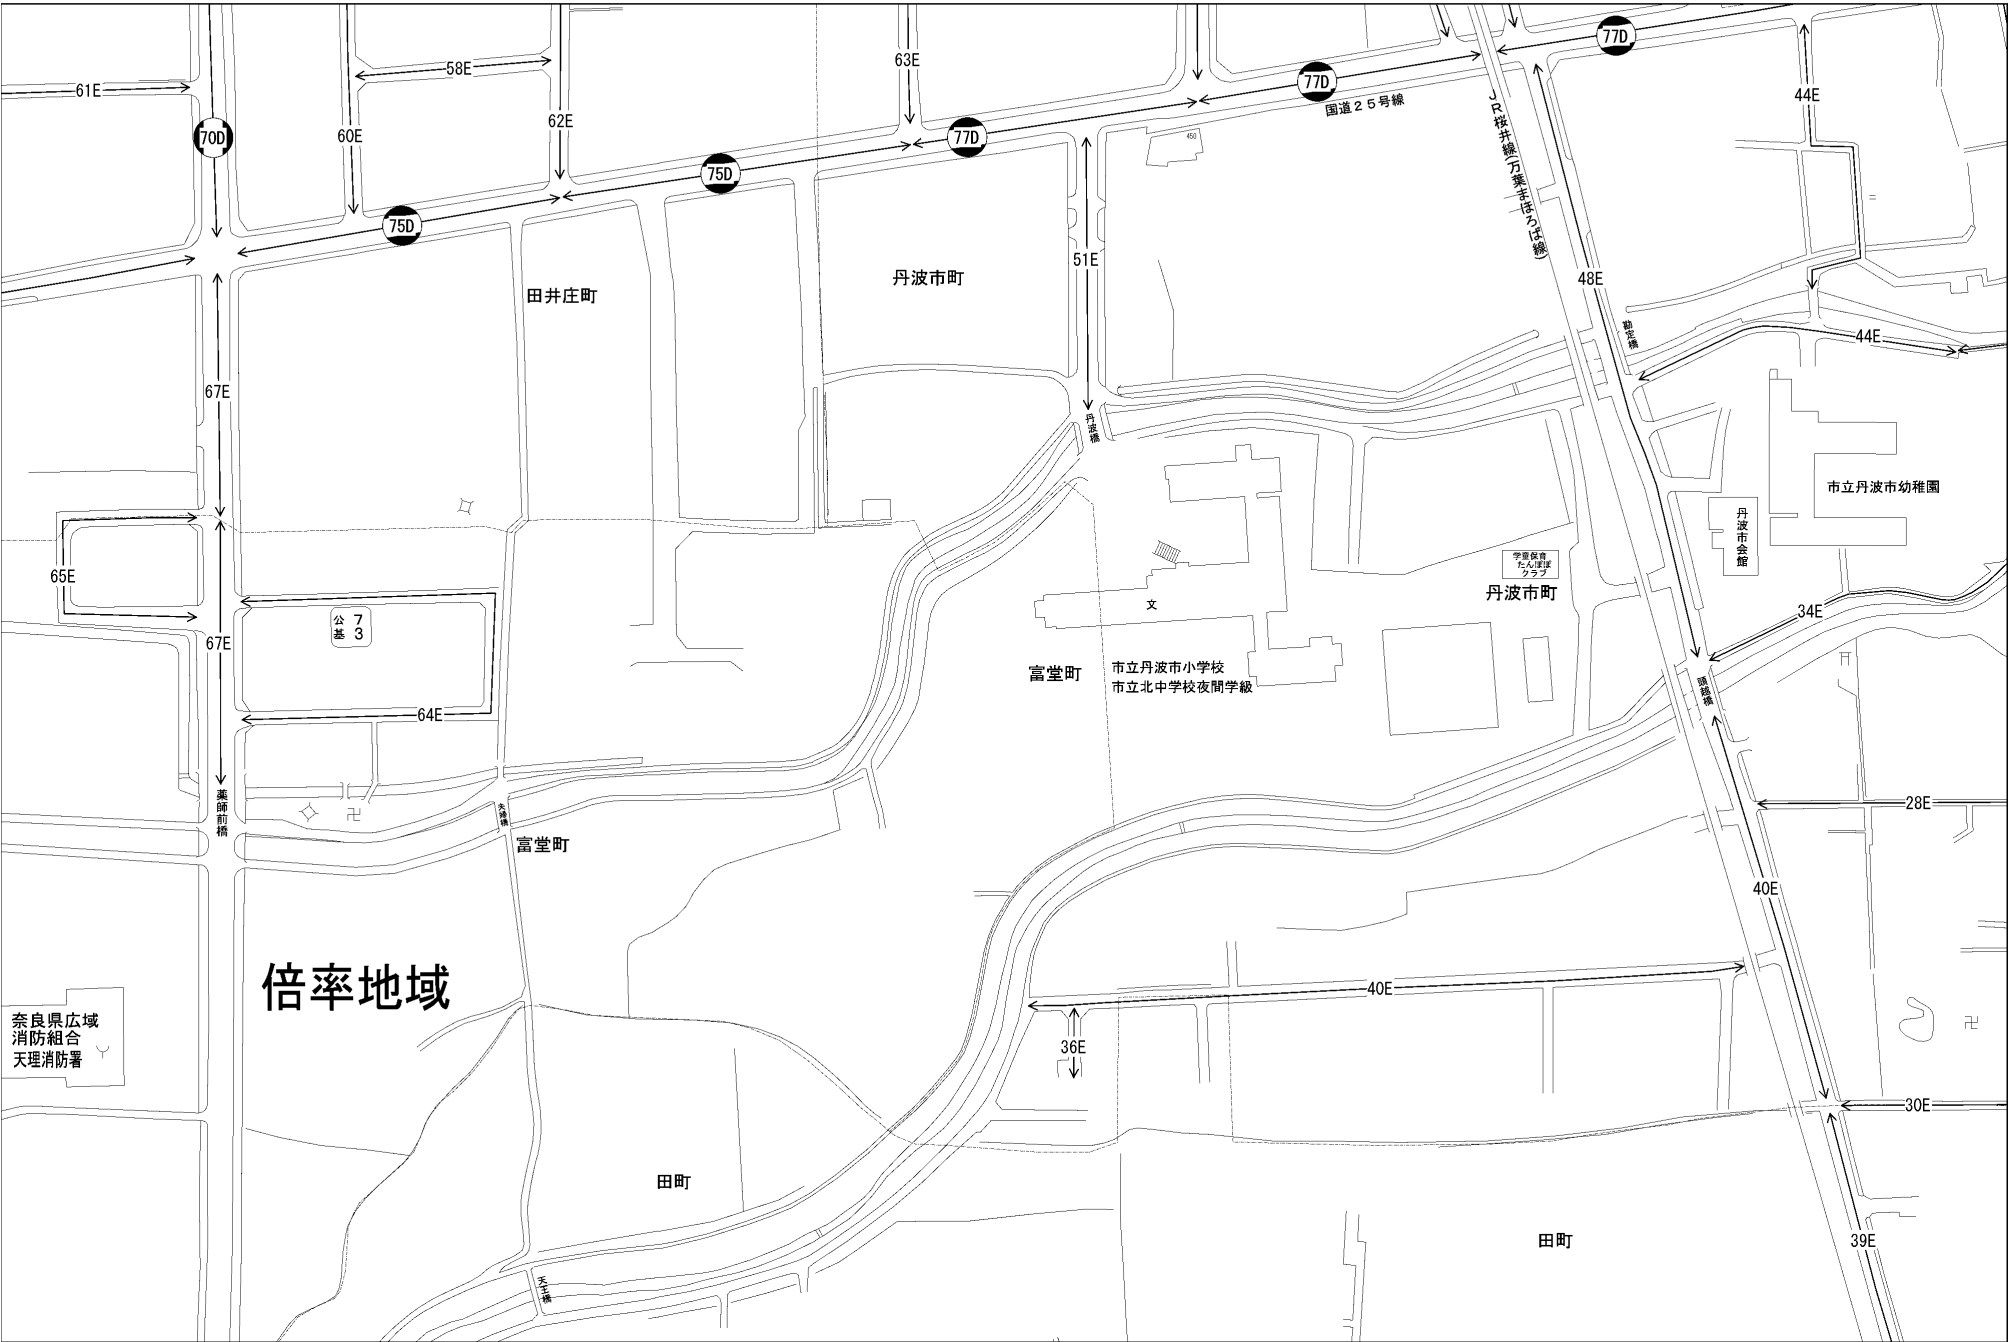 77D
63E
58E
77D
61E
44E
国道２５号線
JR桜井線(万葉まほろば線)
62E
70D
60E
77D
450
75D
75D
51E
丹波市町
48E
田井庄町
勘定橋
44E
67E
丹波橋
市立丹波市幼稚園
丹波市会館
学童保育
たんぽぽ
クラブ
65E
丹波市町
文
34E
公 7
基 3
67E
富堂町
市立丹波市小学校
市立北中学校夜間学級
頭越橋
64E
28E
薬師前橋
夫婦橋
富堂町
40E
倍率地域
40E
奈良県広域
消防組合
天理消防署
36E
30E
田町
田町
39E
天王橋